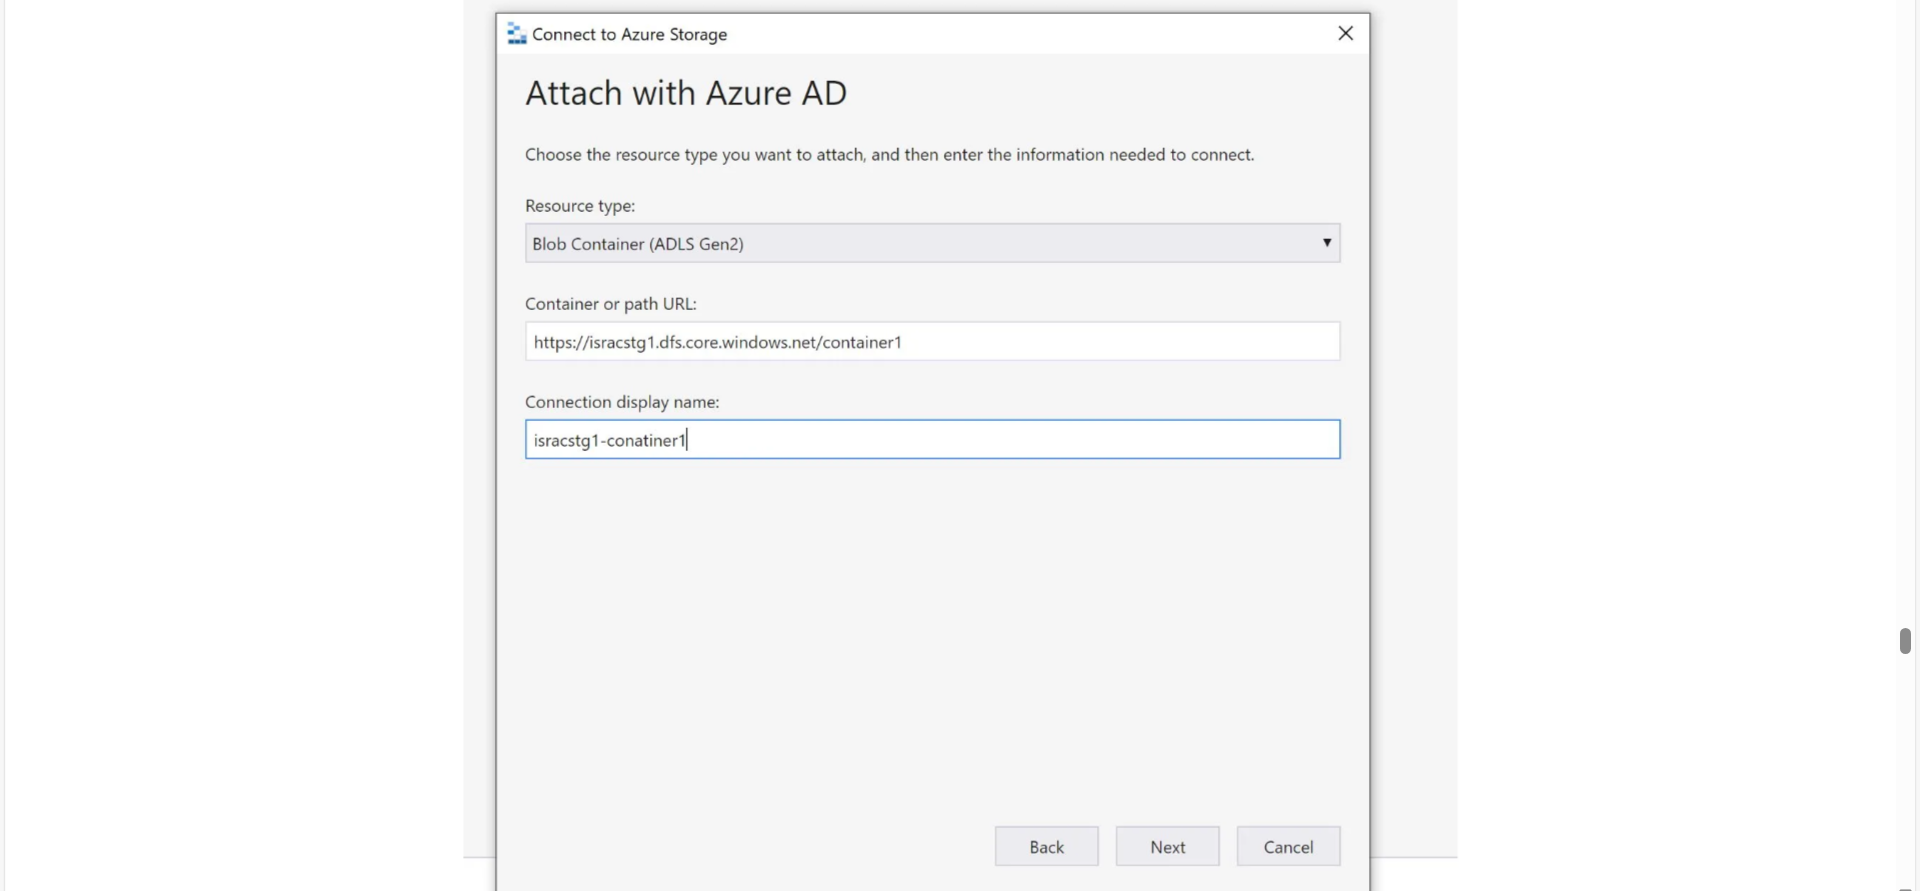 Connect to Azure Storage
Attach with Azure AD
Choose the resource type you want to attach, and then enter the information needed to connect.
Resource type:
Blob Container (ADLS Gen2)
Container or path URL:
https://isracstg1.dfs.core.windows.net/container1
Connection display name:
isracstg1-conatiner1
Back Next Cancel